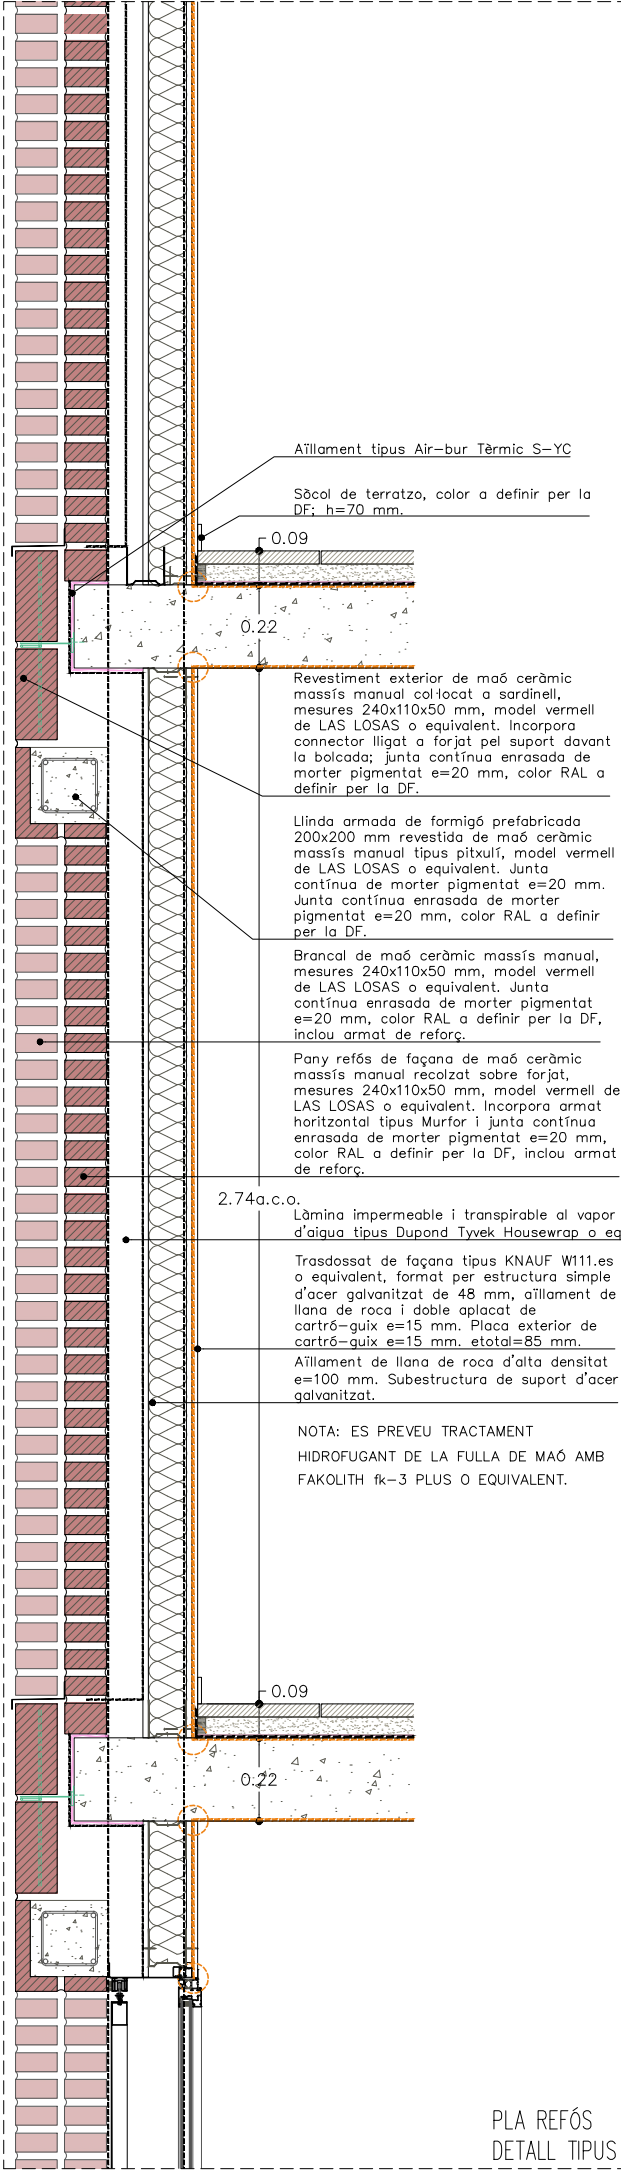 Aïllament tipus Air-bur Tèrmic S-YC
Sòcol de terratzo, color a definir per la
DF; h=70 mm.
0.09
0.22
Revestiment exterior de maó ceràmic
massís manual col·locat a sardinell,
mesures 240x110x50 mm, model vermell
de LAS LOSAS o equivalent. Incorpora
connector lligat a forjat pel suport davant
la bolcada; junta contínua enrasada de
morter pigmentat e=20 mm, color RAL a
definir per la DF.
Llinda armada de formigó prefabricada
200x200 mm revestida de maó ceràmic
massís manual tipus pitxulí, model vermell
de LAS LOSAS o equivalent. Junta
contínua de morter pigmentat e=20 mm.
Junta contínua enrasada de morter
pigmentat e=20 mm, color RAL a definir
per la DF.
Brancal de maó ceràmic massís manual,
mesures 240x110x50 mm, model vermell
de LAS LOSAS o equivalent. Junta
contínua enrasada de morter pigmentat
e=20 mm, color RAL a definir per la DF,
inclou armat de reforç.
Pany refós de façana de maó ceràmic
massís manual recolzat sobre forjat,
mesures 240x110x50 mm, model vermell de
LAS LOSAS o equivalent. Incorpora armat
horitzontal tipus Murfor i junta contínua
enrasada de morter pigmentat e=20 mm,
color RAL a definir per la DF, inclou armat
de reforç.
2.74a.c.o.
Làmina impermeable i transpirable al vapor
d'aigua tipus Dupond Tyvek Housewrap o eq
Trasdossat de façana tipus KNAUF W111.es
o equivalent, format per estructura simple
d'acer galvanitzat de 48 mm, aïllament de
llana de roca i doble aplacat de
cartró-guix e=15 mm. Placa exterior de
cartró-guix e=15 mm. etotal=85 mm.
Aïllament de llana de roca d'alta densitat
e=100 mm. Subestructura de suport d'acer
galvanitzat.
NOTA: ES PREVEU TRACTAMENT
HIDROFUGANT DE LA FULLA DE MAÓ AMB
FAKOLITH fk-3 PLUS O EQUIVALENT.
0.09
0.22
PLA REFÓS
DETALL TIPUS